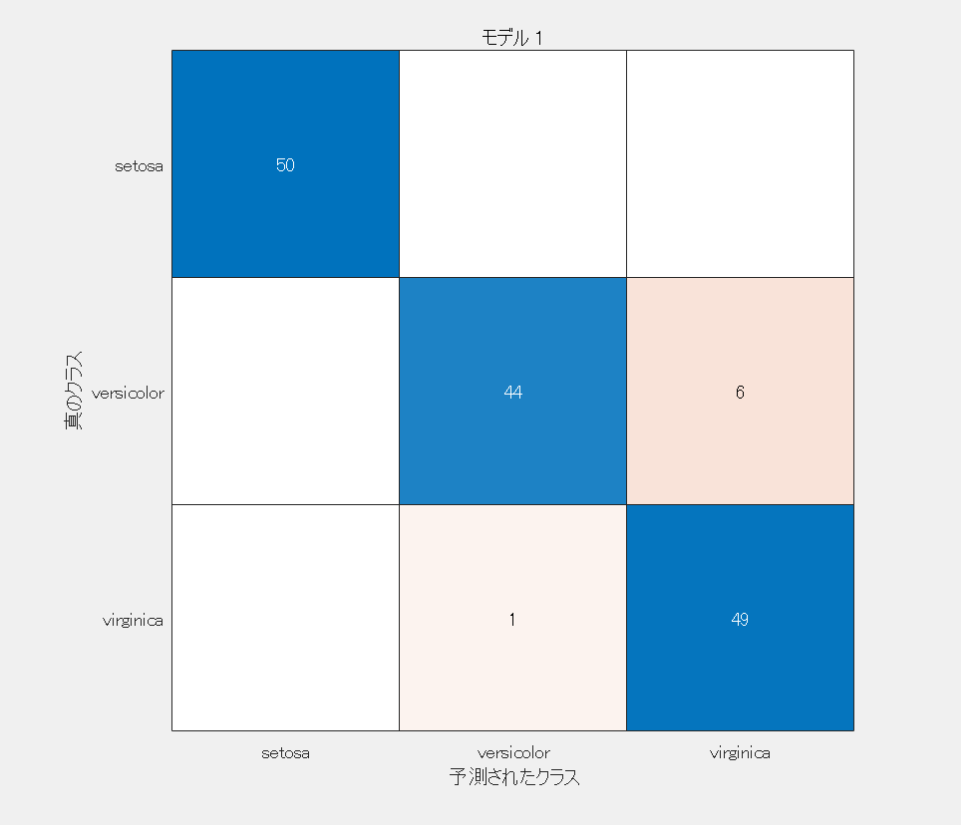 モデル 1
setosa
50
真のクラス
versicolor
44
6
virginica
1
49
setosa
versicolor
virginica
予測されたクラス